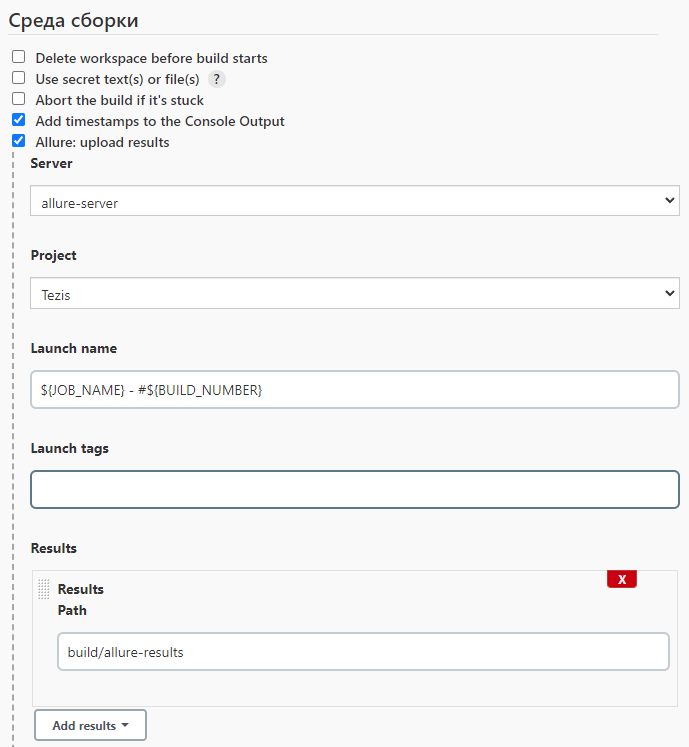 Среда сборки
Delete workspace before build starts
Use secret text(s) or file(s) ?
Abort the build if it's stuck
Add timestamps to the Console Output
Allure: upload results
Server
allure-server
Project
Tezis
Launch name
${JOB_NAME} - #${BUILD_NUMBER}
Launch tags
Results
X
Results
Path
build/allure-results
Add results